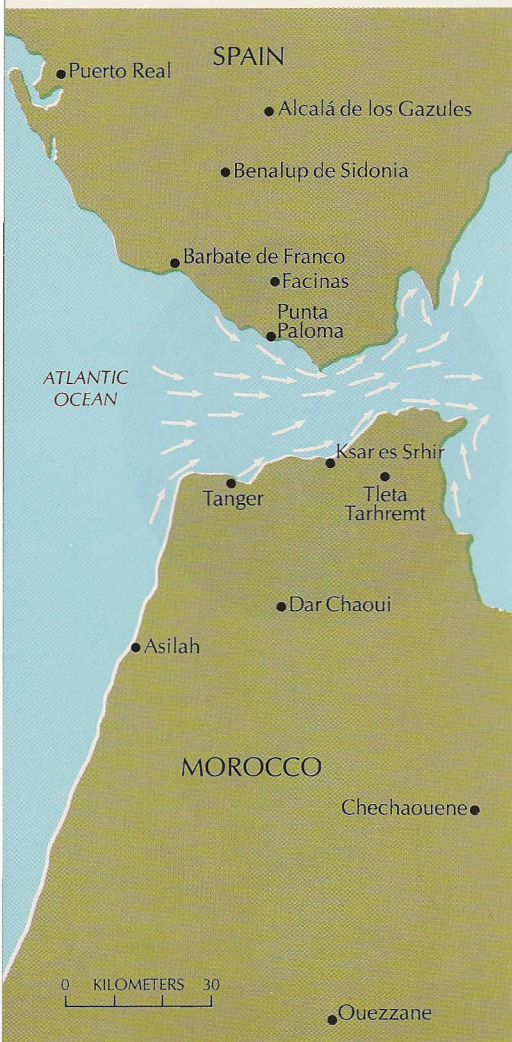 SPAIN
Puerto Real
Alcalá de los Gazules
Benalup de Sidonia
Barbate de Franco
Facinas
Punta
Paloma
ATLANTIC
OCEAN
Ksar es Srhir
Tanger
Tleta
Tarhremt
Dar Chaoui
Asilah
MOROCCO
Chechaouene
0 KILOMETERS 30
Ouezzane